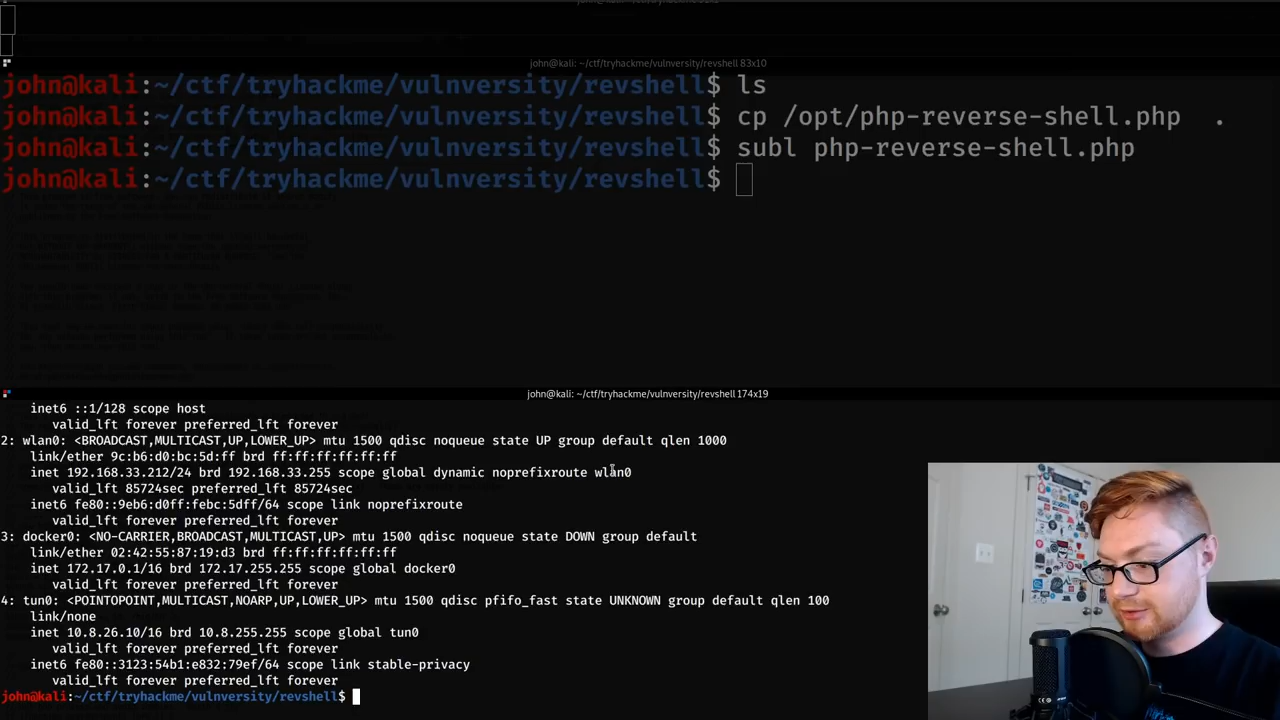 john@kali: ~/ctf/tryhackme/vulnversity/revshell 83x10
john@kali:~/ctf/tryhackme/vulnversity/revshell$ ls
john@kali:~/ctf/tryhackme/vulnversity/revshell$ cp /opt/php-reverse-shell.php .
john@kali:~/ctf/tryhackme/vulnversity/revshell$ subl php-reverse-shell.php
john@kali:~/ctf/tryhackme/vulnversity/revshell$
john@kali: ~/ctf/tryhackme/vulnversity/revshell 174x19
inet6 ::1/128 scope host
valid_lft forever preferred_lft forever
2: wlan0: <BROADCAST,MULTICAST,UP,LOWER_UP> mtu 1500 qdisc noqueue state UP group default qlen 1000
link/ether 9c:b6:d0:bc:5d:ff brd ff:ff:ff:ff:ff:ff
inet 192.168.33.212/24 brd 192.168.33.255 scope global dynamic noprefixroute wlan0
valid_lft 85724sec preferred_lft 85724sec
inet6 fe80::9eb6:d0ff:febc:5dff/64 scope link noprefixroute
valid_lft forever preferred_lft forever
3: docker0: <NO-CARRIER,BROADCAST,MULTICAST,UP> mtu 1500 qdisc noqueue state DOWN group default
link/ether 02:42:55:87:19:d3 brd ff:ff:ff:ff:ff:ff
inet 172.17.0.1/16 brd 172.17.255.255 scope global docker0
valid_lft forever preferred_lft forever
4: tun0: <POINTOPOINT,MULTICAST,NOARP,UP,LOWER_UP> mtu 1500 qdisc pfifo_fast state UNKNOWN group default qlen 100
link/none
inet 10.8.26.10/16 brd 10.8.255.255 scope global tun0
valid_lft forever preferred_lft forever
inet6 fe80::3123:54b1:e832:79ef/64 scope link stable-privacy
valid_lft forever preferred_lft forever
john@kali:~/ctf/tryhackme/vulnversity/revshell$